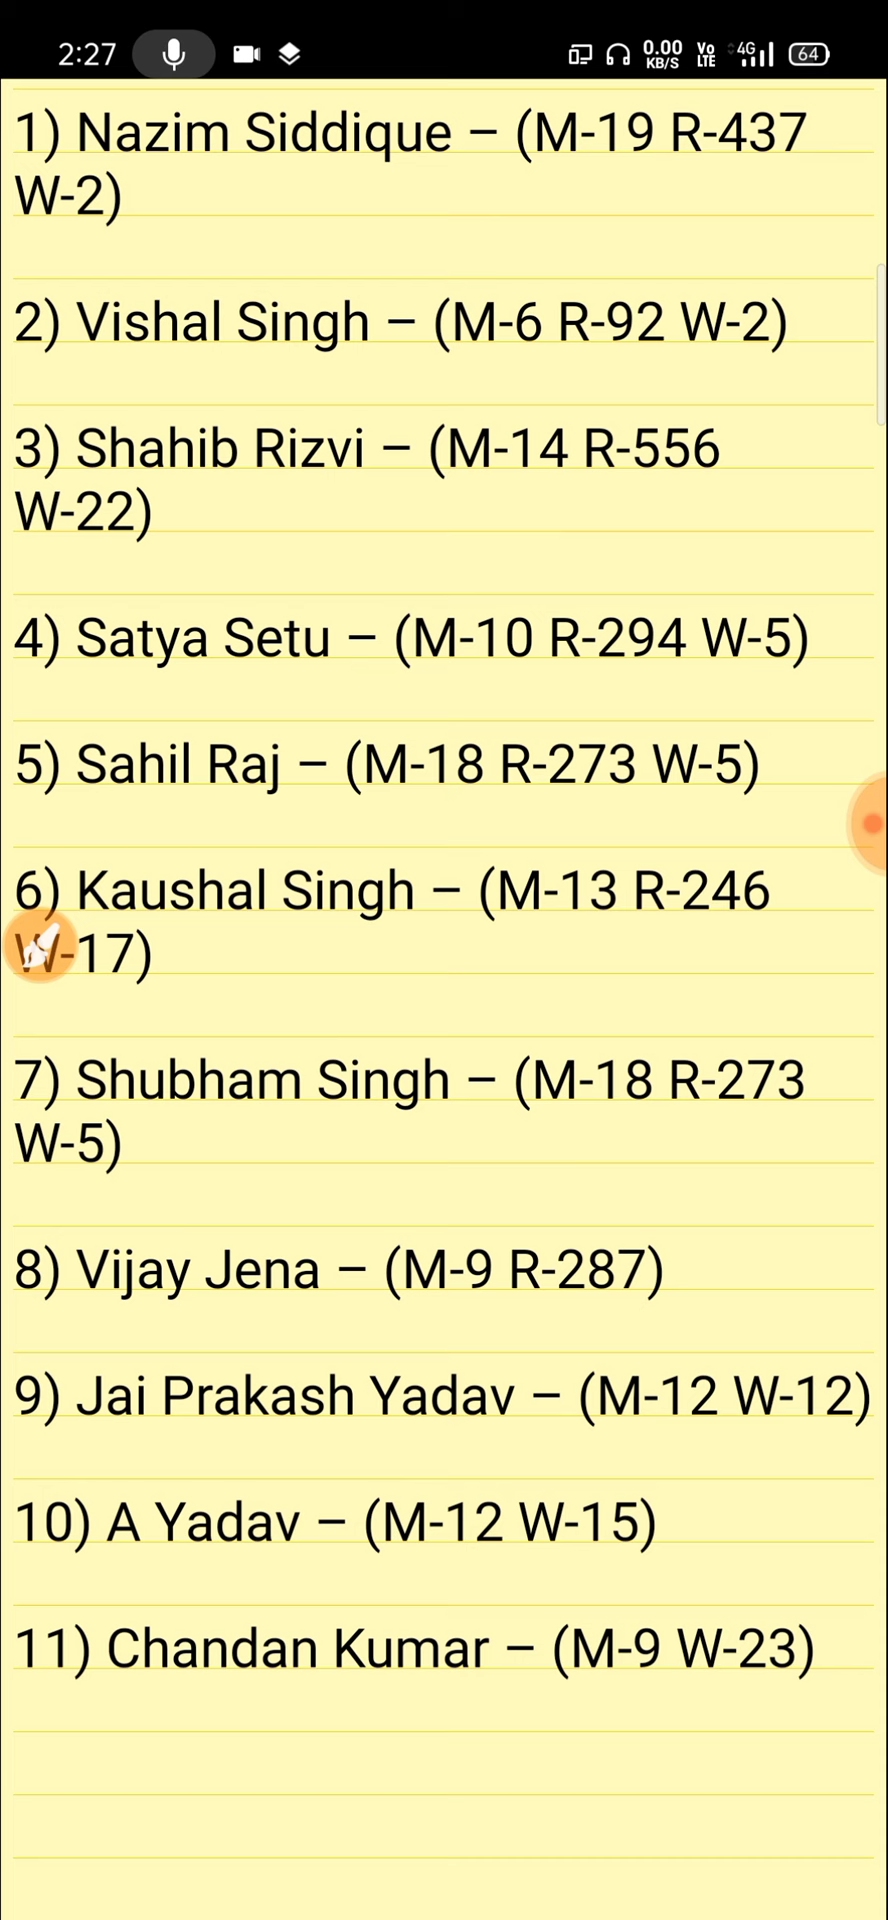 2:27 0.00 KB/S Vo LTE 4G 64
1) Nazim Siddique – (M-19 R-437
W-2)
2) Vishal Singh – (M-6 R-92 W-2)
3) Shahib Rizvi – (M-14 R-556
W-22)
4) Satya Setu – (M-10 R-294 W-5)
5) Sahil Raj – (M-18 R-273 W-5)
6) Kaushal Singh – (M-13 R-246
W-17)
7) Shubham Singh – (M-18 R-273
W-5)
8) Vijay Jena – (M-9 R-287)
9) Jai Prakash Yadav – (M-12 W-12)
10) A Yadav – (M-12 W-15)
11) Chandan Kumar – (M-9 W-23)